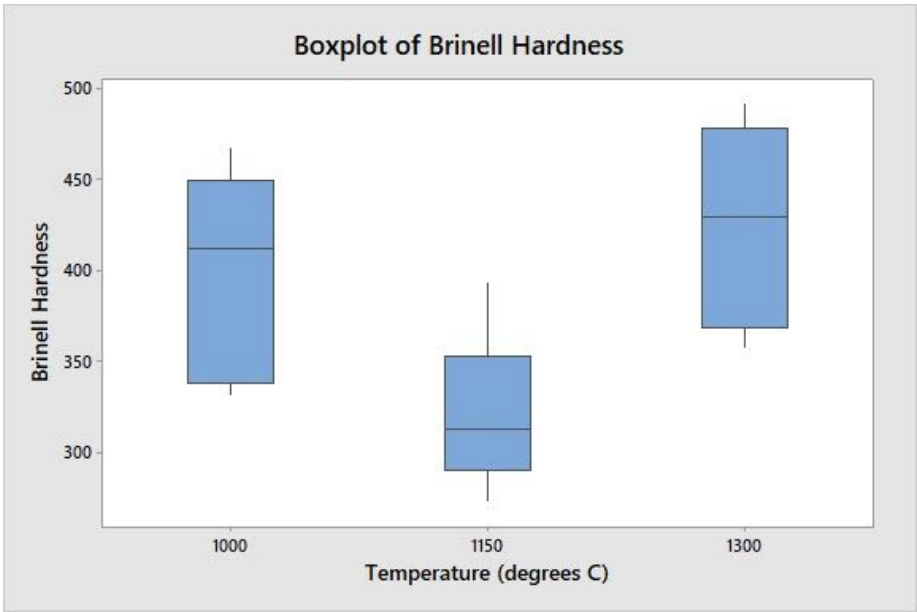 Boxplot of Brinell Hardness
500
450
400
350
300
Brinell Hardness
1000 1150 1300
Temperature (degrees C)